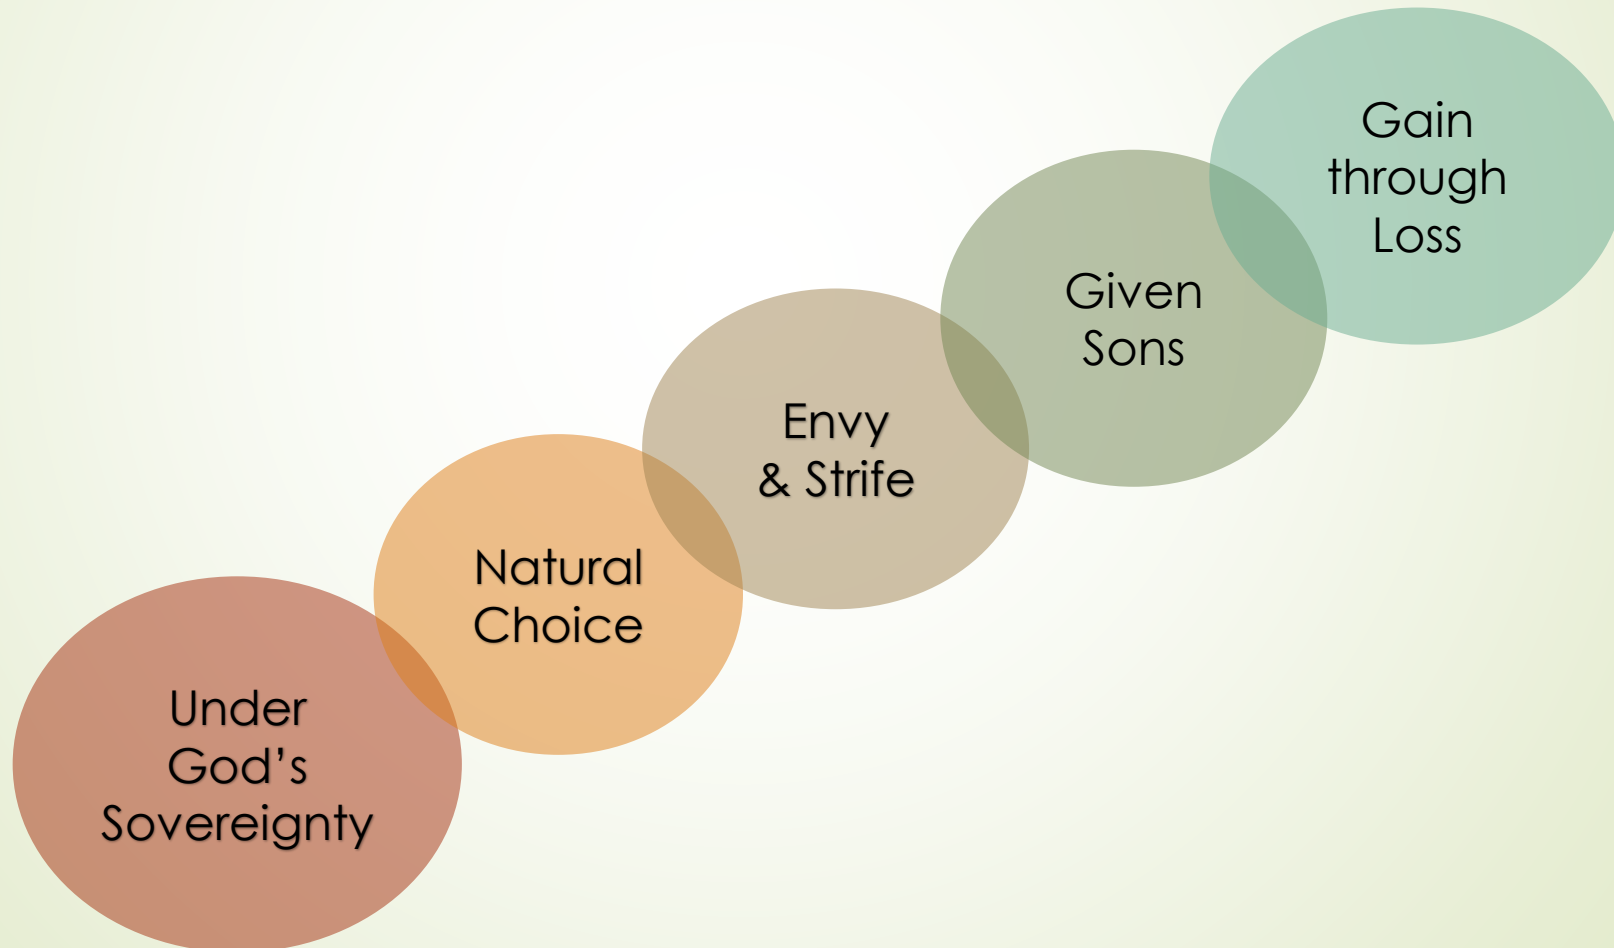 Under
God’s
Sovereignty
Natural
Choice
Envy
& Strife
Given
Sons
Gain
through
Loss